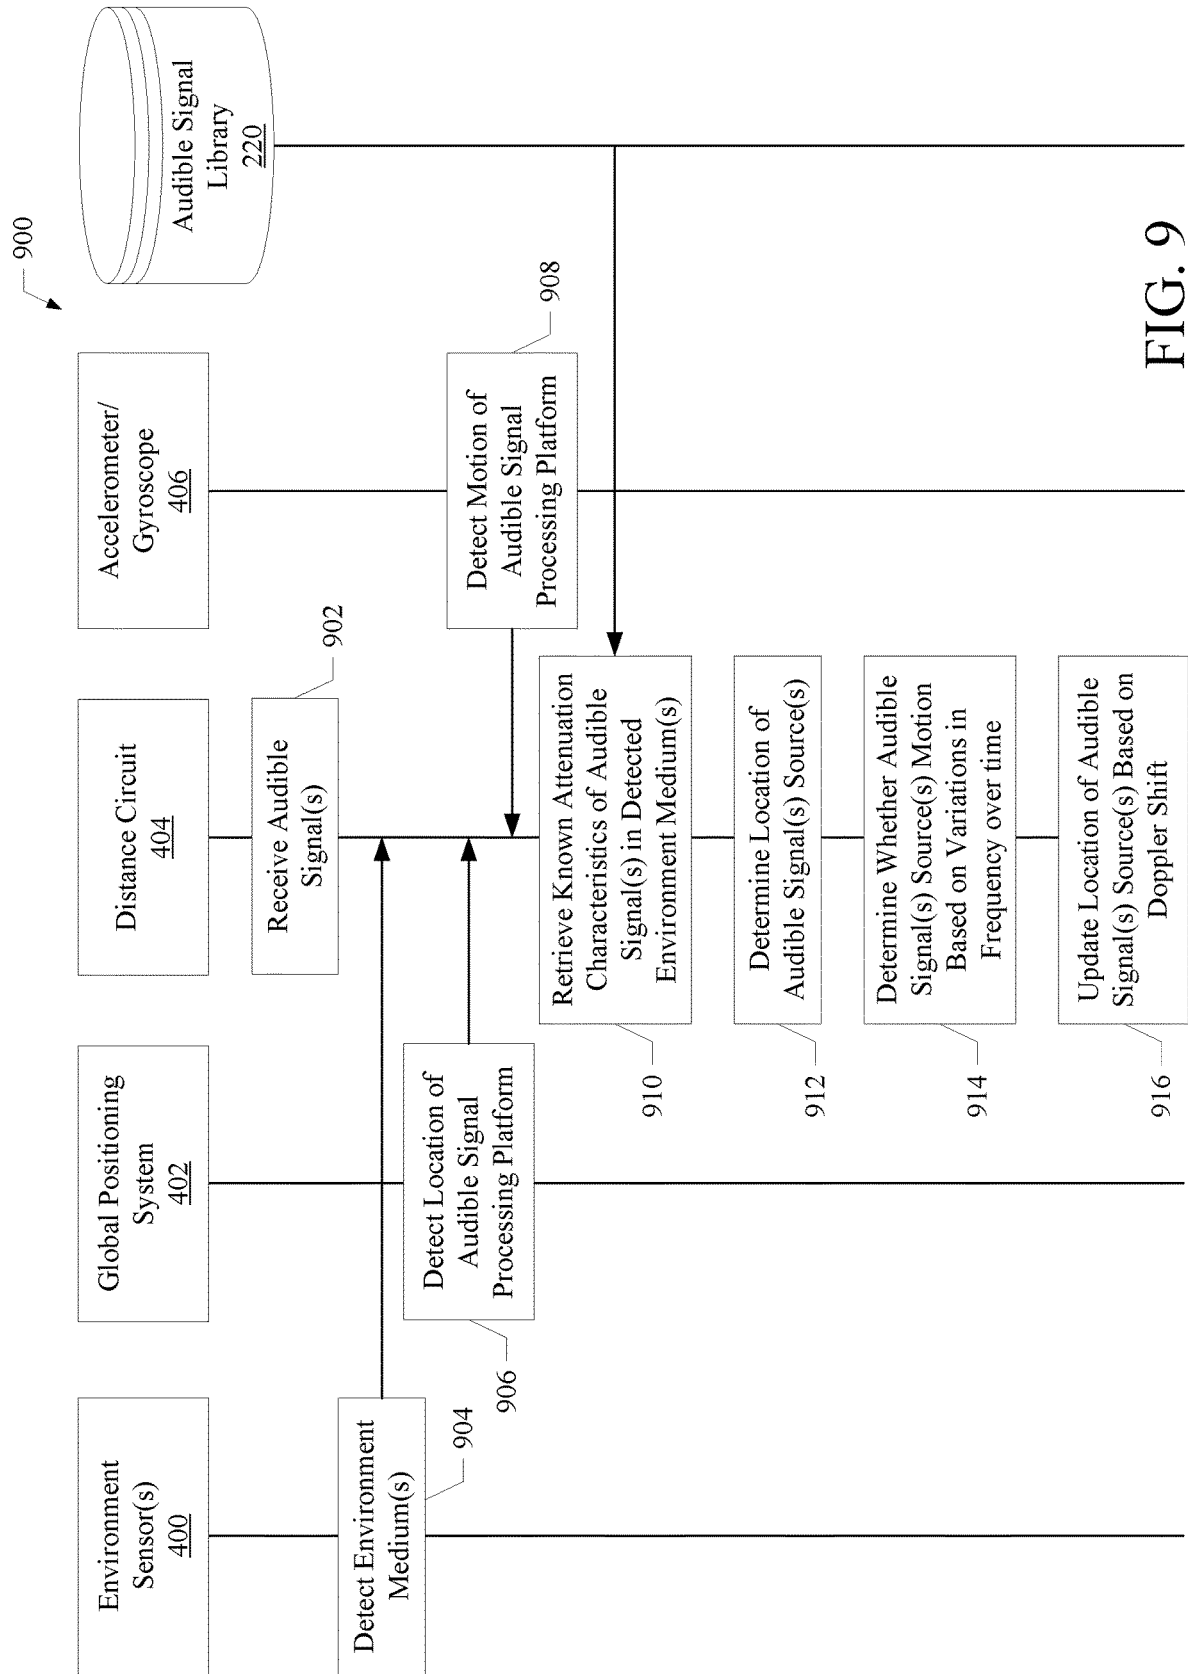 900
Environment
Sensor(s)
400
Global Positioning
System
402
Distance Circuit
404
Accelerometer/
Gyroscope
406
Audible Signal
Library
220
Receive Audible
Signal(s)
902
Detect Environment
Medium(s)
904
Detect Location of
Audible Signal
Processing Platform
906
Detect Motion of
Audible Signal
Processing Platform
908
Retrieve Known Attenuation
Characteristics of Audible
Signal(s) in Detected
Environment Medium(s)
910
Determine Location of
Audible Signal(s) Source(s)
912
Determine Whether Audible
Signal(s) Source(s) Motion
Based on Variations in
Frequency over time
914
Update Location of Audible
Signal(s) Source(s) Based on
Doppler Shift
916
FIG. 9